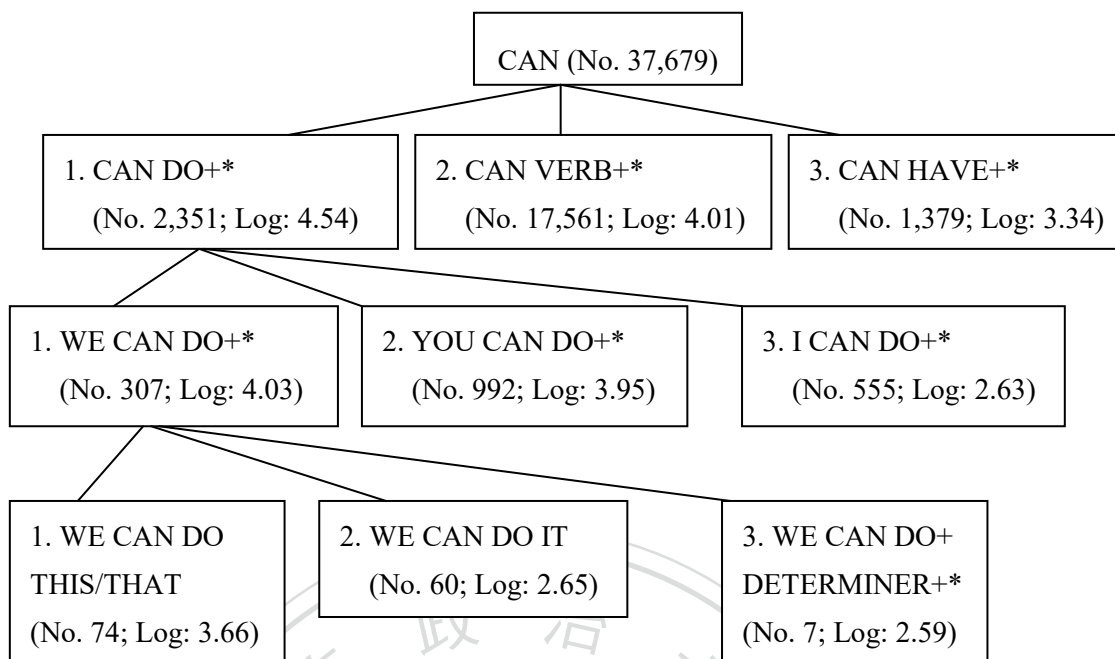 CAN (No. 37,679)
1. CAN DO+*
(No. 2,351; Log: 4.54)
2. CAN VERB+*
(No. 17,561; Log: 4.01)
3. CAN HAVE+*
(No. 1,379; Log: 3.34)
1. WE CAN DO+*
(No. 307; Log: 4.03)
2. YOU CAN DO+*
(No. 992; Log: 3.95)
3. I CAN DO+*
(No. 555; Log: 2.63)
1. WE CAN DO
THIS/THAT
(No. 74; Log: 3.66)
2. WE CAN DO IT
(No. 60; Log: 2.65)
3. WE CAN DO+
DETERMINER+*
(No. 7; Log: 2.59)
政 治